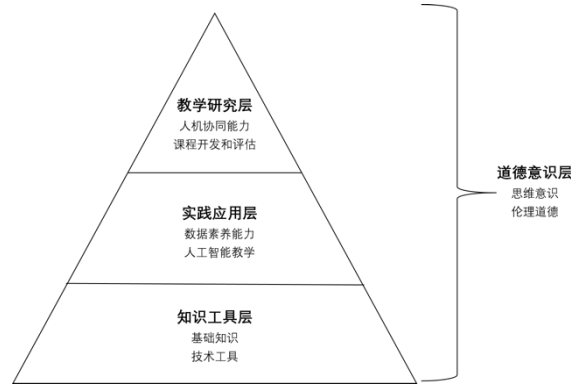 教学研究层
人机协同能力
课程开发和评估
实践应用层
数据素养能力
人工智能教学
知识工具层
基础知识
技术工具
道德意识层
思维意识
伦理道德